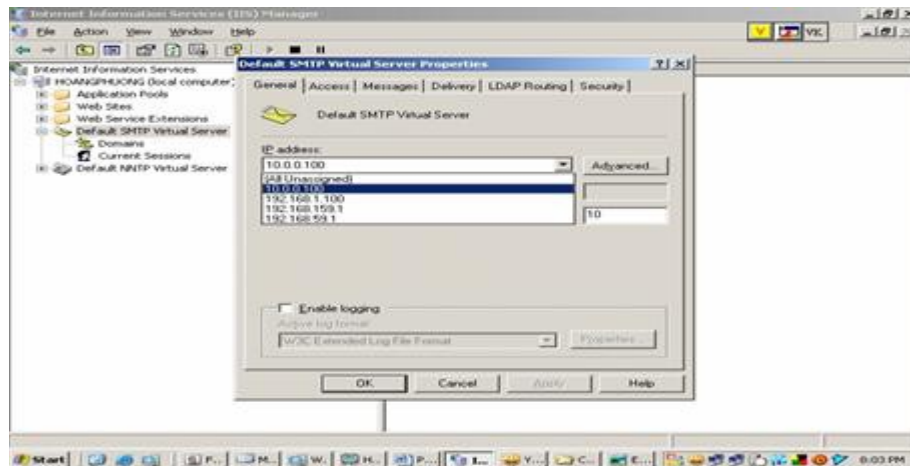 Internet Information Services (IIS) Manager
File Action View Window Help
V VK
Internet Information Services
HOANGPHUONG (local computer)
Application Pools
Web Sites
Web Service Extensions
Default SMTP Virtual Server
Domains
Current Sessions
Default NNTP Virtual Server
Default SMTP Virtual Server Properties
General Access Messages Delivery LDAP Routing Security
Default SMTP Virtual Server
IP address:
10.0.0.100
Advanced...
(All Unassigned)
10.0.0.100
192.168.1.100
192.168.159.1
192.168.59.1
10
Enable logging
Active log format:
W3C Extended Log File Format
Properties...
OK Cancel Apply Help
Start F... M... W... H... P... I... Y... C... E...